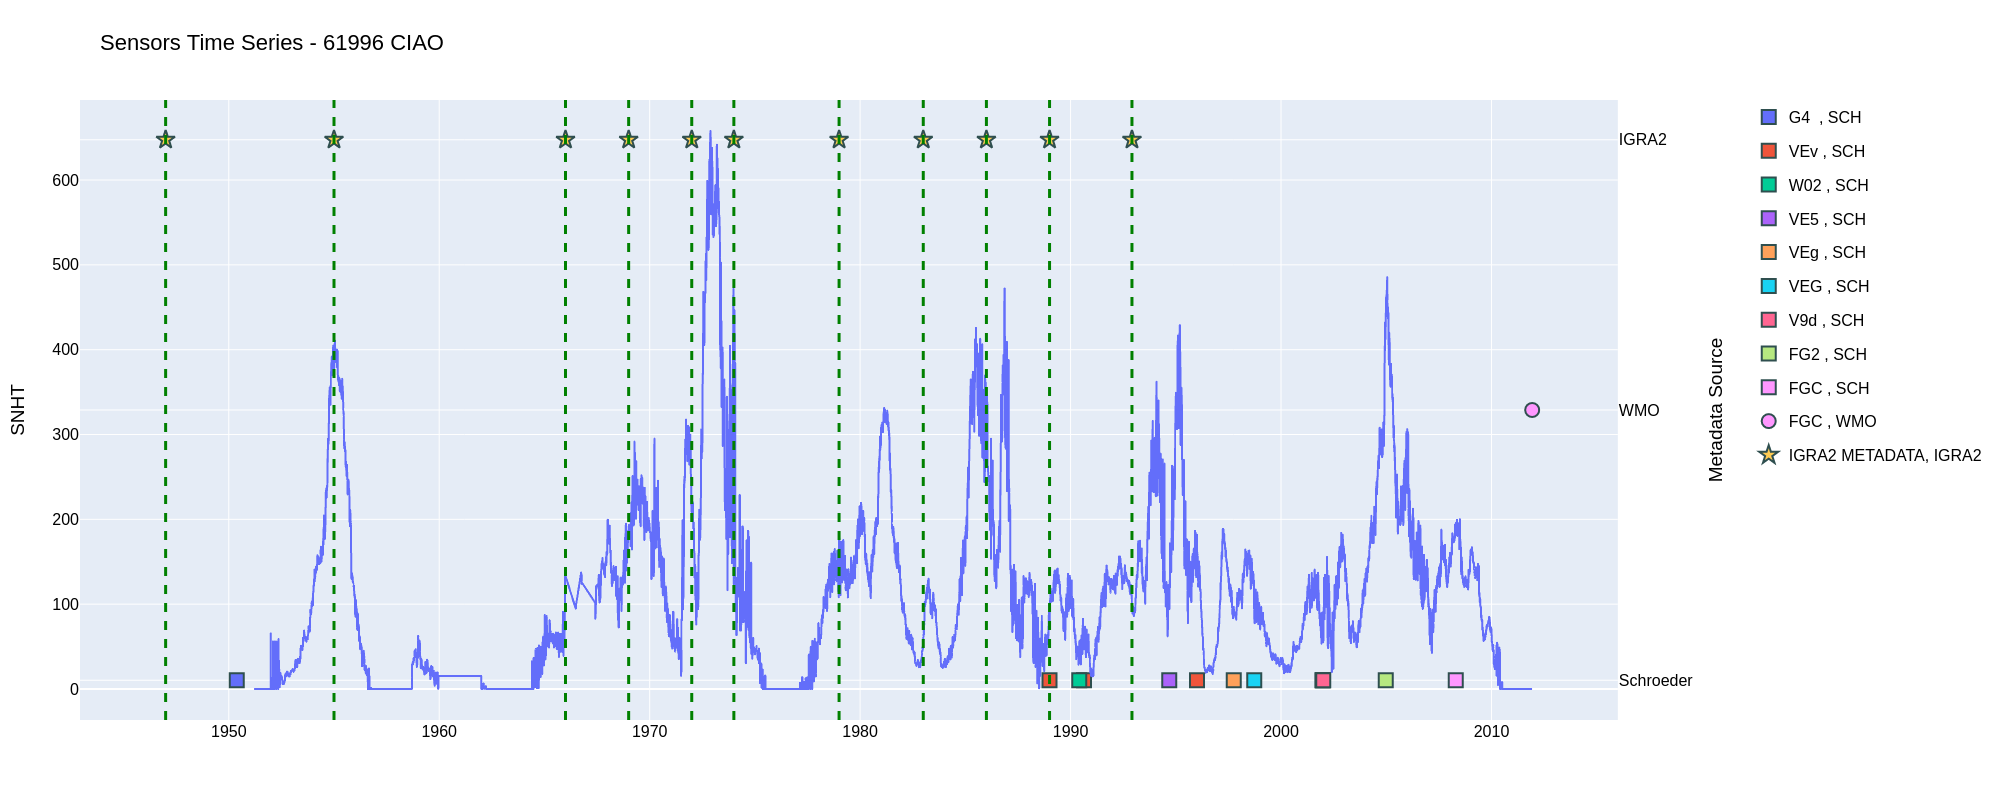 Sensors Time Series - 61996 CIAO
SNHT
600
500
400
300
200
100
0
1950
1960
1970
1980
1990
2000
2010
IGRA2
WMO
Schroeder
Metadata Source
G4 , SCH
VEv , SCH
W02 , SCH
VE5 , SCH
VEg , SCH
VEG , SCH
V9d , SCH
FG2 , SCH
FGC , SCH
FGC , WMO
IGRA2 METADATA, IGRA2